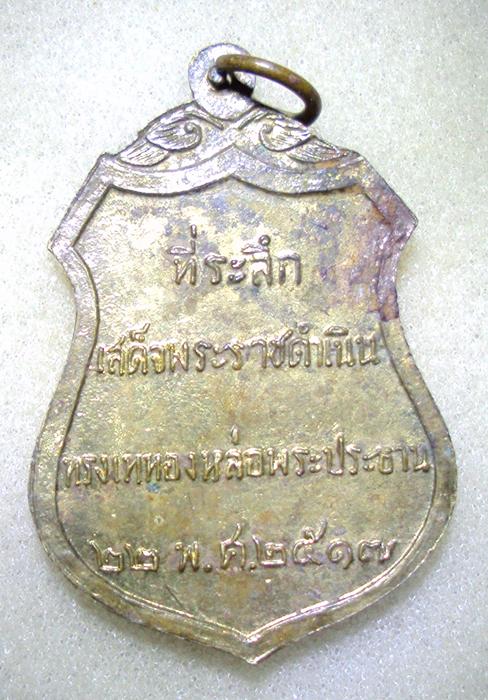 ที่ระลึก
เสด็จพระราชดำเนิน
ทรงเททองหล่อพระประธาน
๒๒ พ.ศ.๒๕๑๗